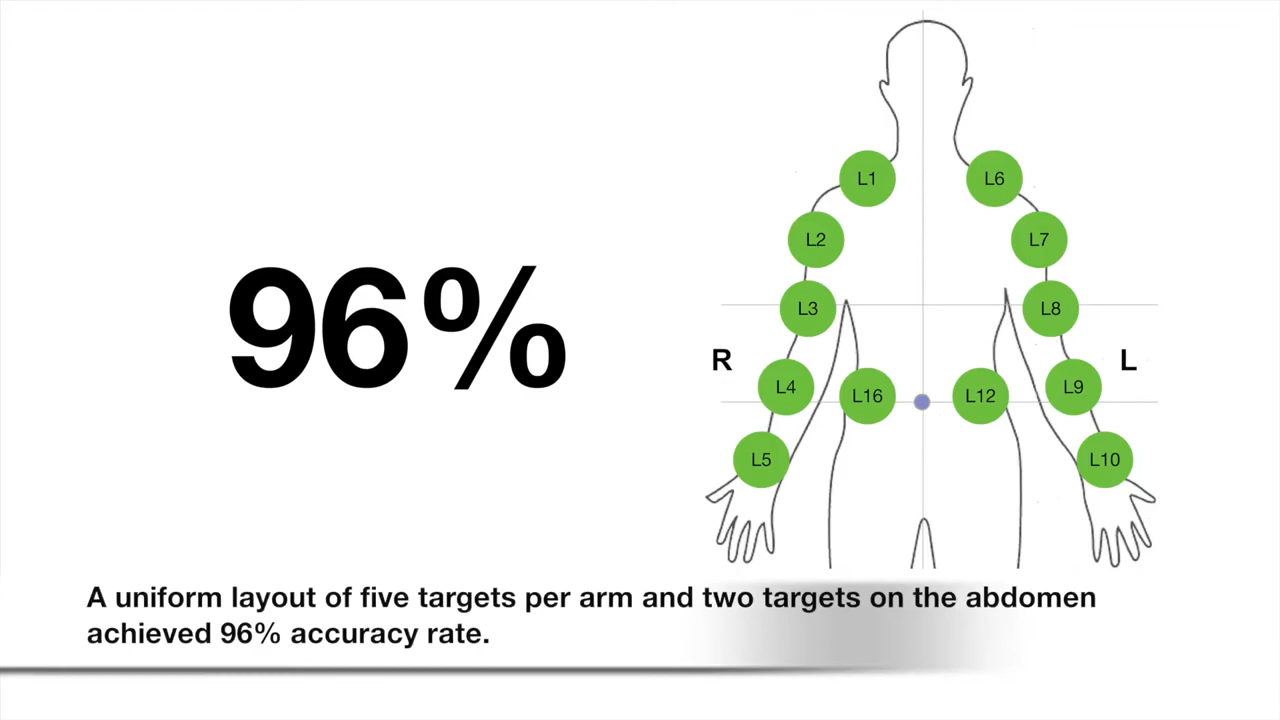 96%
L1
L6
L2
L7
L3
L8
R
L
L4
L16
L12
L9
L5
L10
A uniform layout of five targets per arm and two targets on the abdomen
achieved 96% accuracy rate.